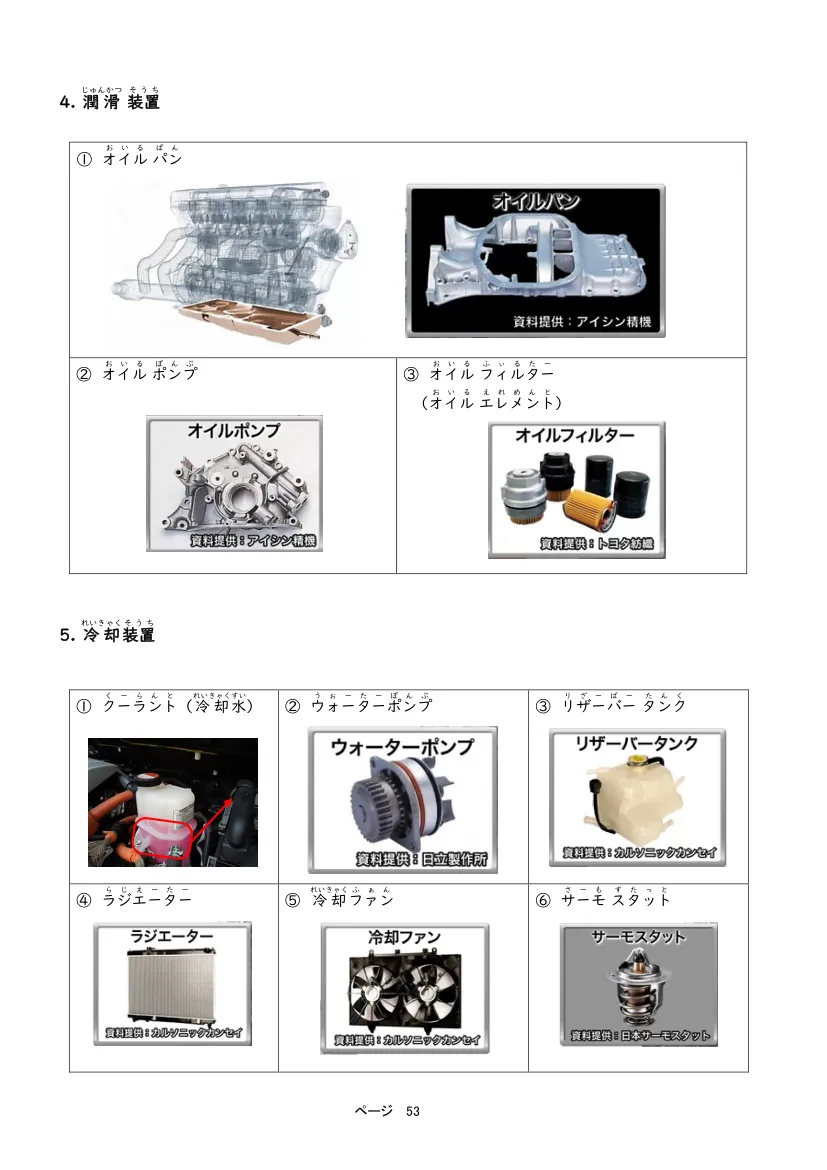 じゅんかつ そうち
4. 潤滑 装置
おいる ぱん
① オイル パン
オイルパン
資料提供：アイシン精機
おいる ぽんぷ
② オイル ポンプ
オイルポンプ
資料提供：アイシン精機
おいる ふぃるたー
③ オイル フィルター
おいる えれめんと
（オイル エレメント）
オイルフィルター
資料提供：トヨタ紡織
れいきゃくそうち
5. 冷却装置
くーらんと れいきゃくすい
① クーラント（冷却水）
うぉーたーぽんぷ
② ウォーターポンプ
ウォーターポンプ
資料提供：日立製作所
りざーばー たんく
③ リザーバー タンク
リザーバータンク
資料提供：カルソニックカンセイ
らじえーたー
④ ラジエーター
ラジエーター
資料提供：カルソニックカンセイ
れいきゃくふぁん
⑤ 冷却ファン
冷却ファン
資料提供：カルソニックカンセイ
さーも すたっと
⑥ サーモ スタット
サーモスタット
資料提供：日本サーモスタット
ページ 53